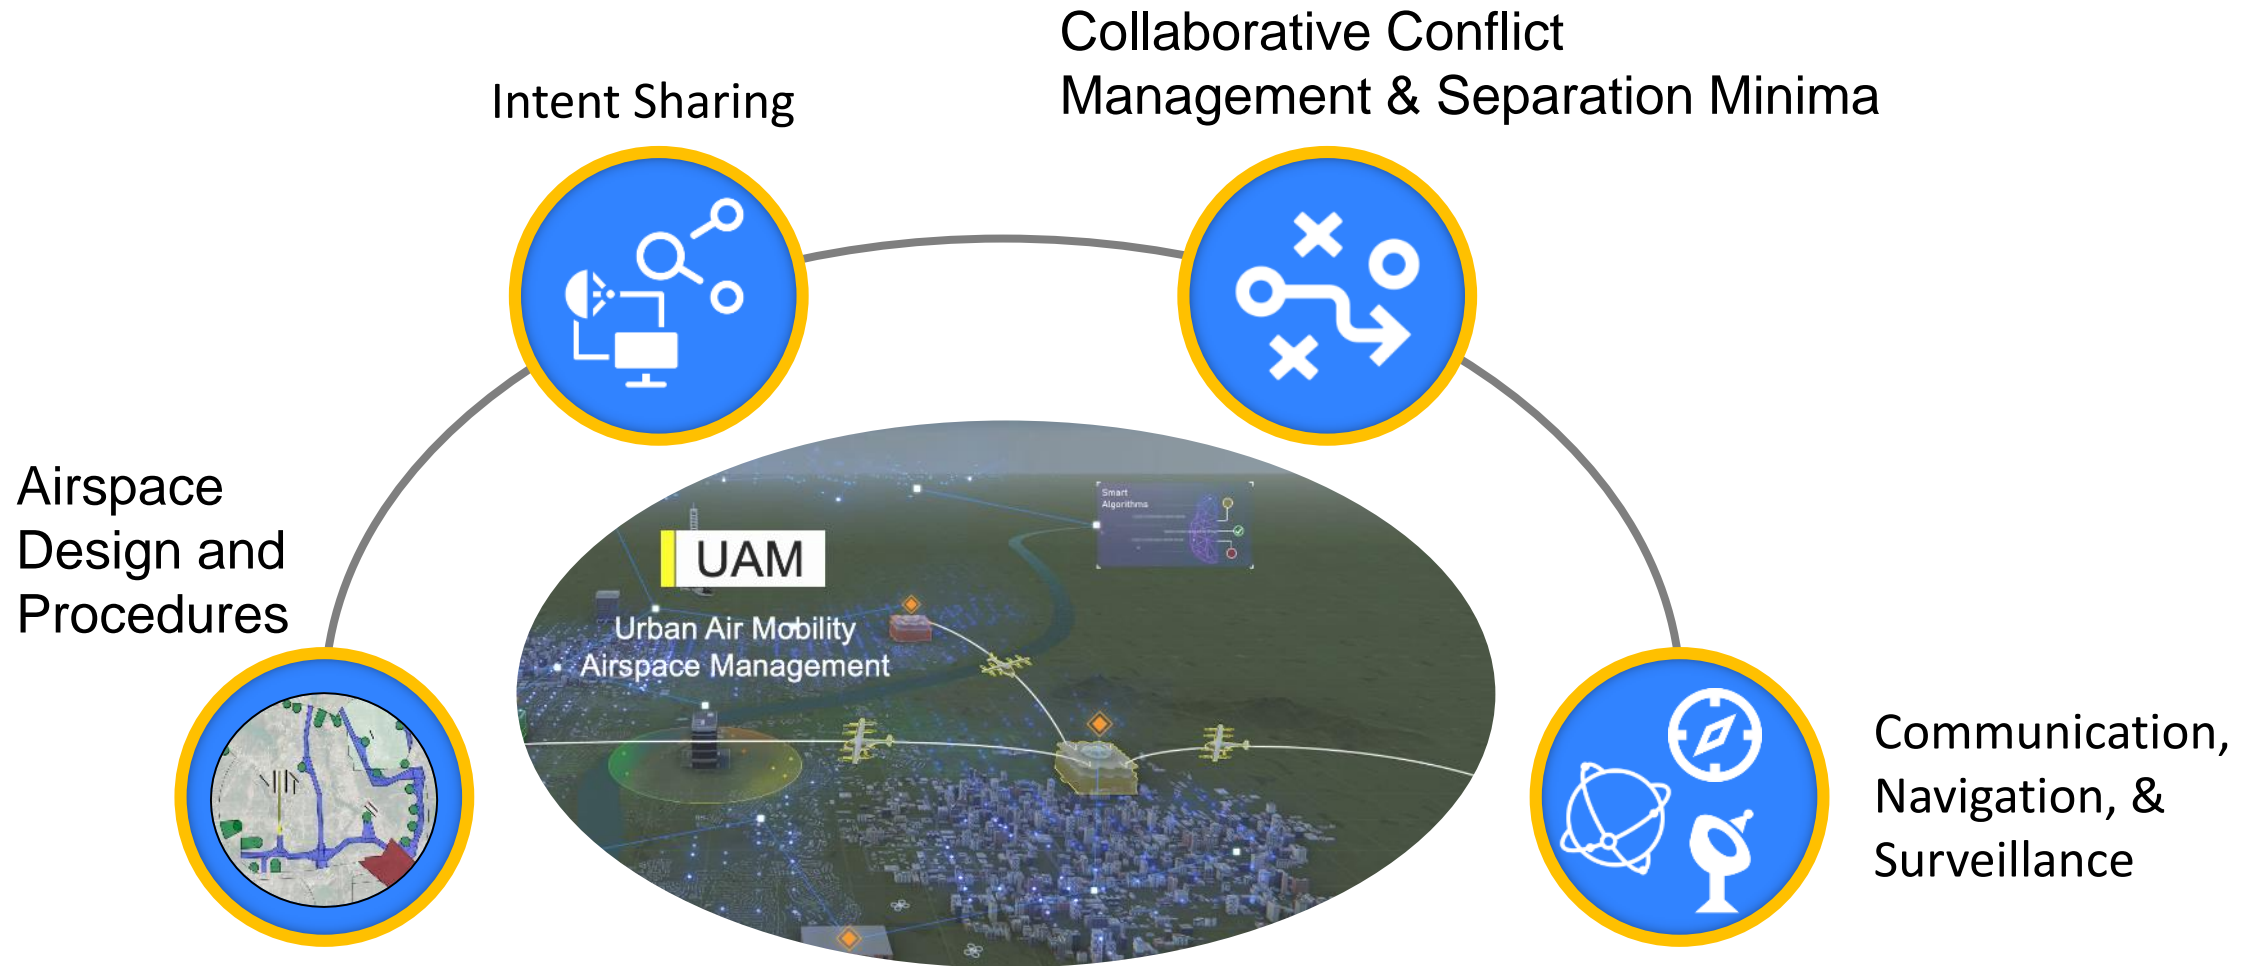 Collaborative Conflict
Management & Separation Minima
Intent Sharing
Airspace
Design and
Procedures
Smart
Algorithms
UAM
Urban Air Mobility
Airspace Management
Communication,
Navigation, &
Surveillance